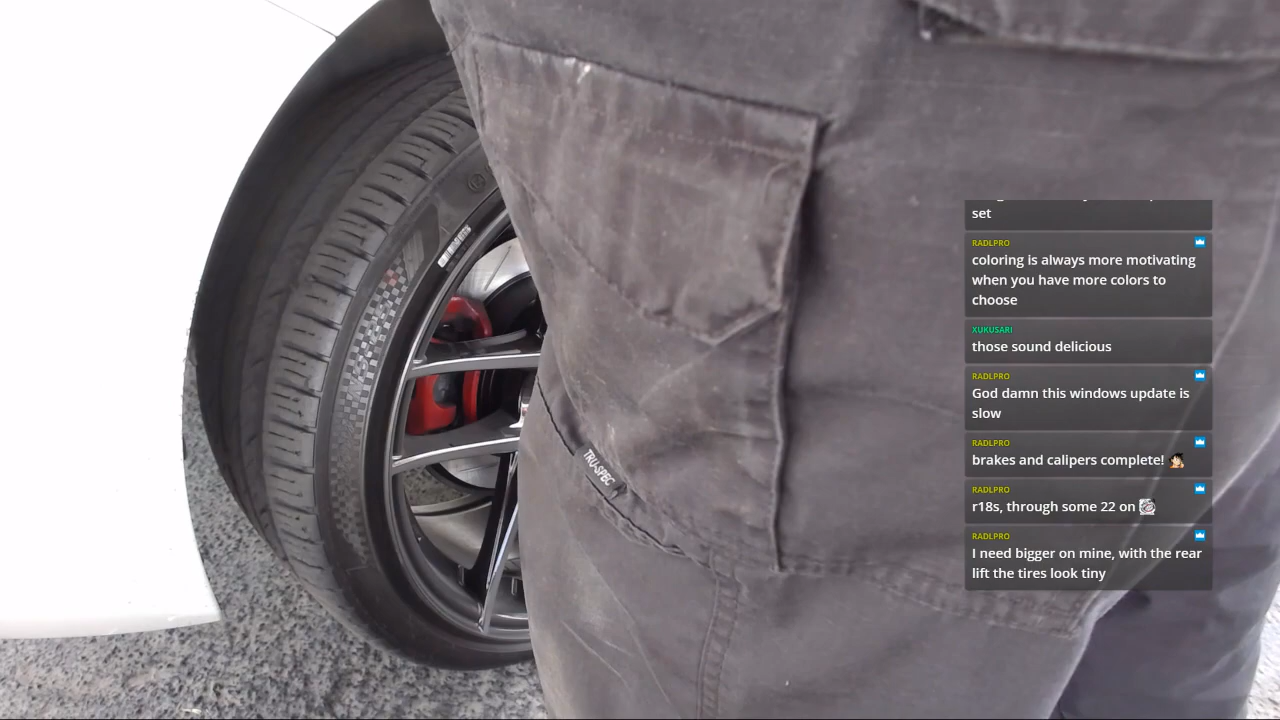 set
RADLPRO
coloring is always more motivating
when you have more colors to
choose
XUKUSARI
those sound delicious
RADLPRO
God damn this windows update is
slow
RADLPRO
brakes and calipers complete!
RADLPRO
r18s, through some 22 on
RADLPRO
I need bigger on mine, with the rear
lift the tires look tiny
TRU-SPEC